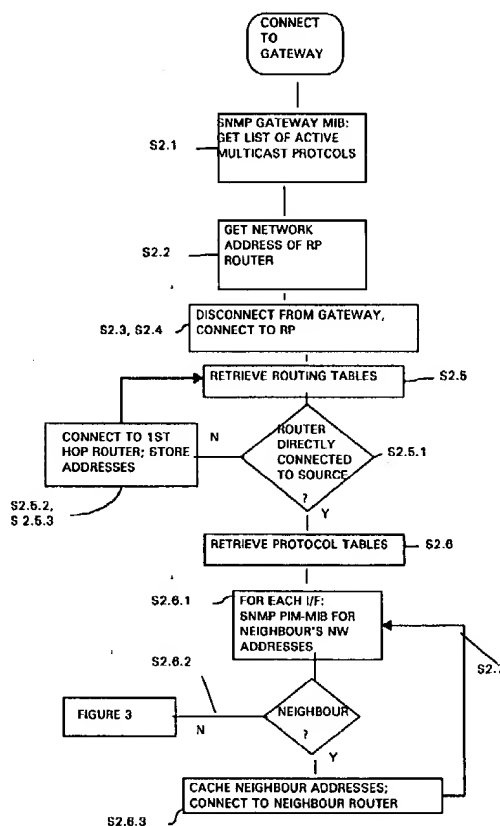 CONNECT
TO
GATEWAY
SNMP GATEWAY MIB:
GET LIST OF ACTIVE
MULTICAST PROTCOLS
S2.1
GET NETWORK
ADDRESS OF RP
ROUTER
S2.2
DISCONNECT FROM GATEWAY,
CONNECT TO RP
S2.3, S2.4
RETRIEVE ROUTING TABLES
S2.5
CONNECT TO 1ST
HOP ROUTER; STORE
ADDRESSES
N
ROUTER
DIRECTLY
CONNECTED
TO SOURCE
?
S2.5.1
S2.5.2,
S 2.5.3
Y
RETRIEVE PROTOCOL TABLES
S2.6
S2.6.1
FOR EACH I/F:
SNMP PIM-MIB FOR
NEIGHBOUR'S NW
ADDRESSES
S2.6.2
S2.7
FIGURE 3
N
NEIGHBOUR
?
Y
CACHE NEIGHBOUR ADDRESSES;
CONNECT TO NEIGHBOUR ROUTER
S2.6.3